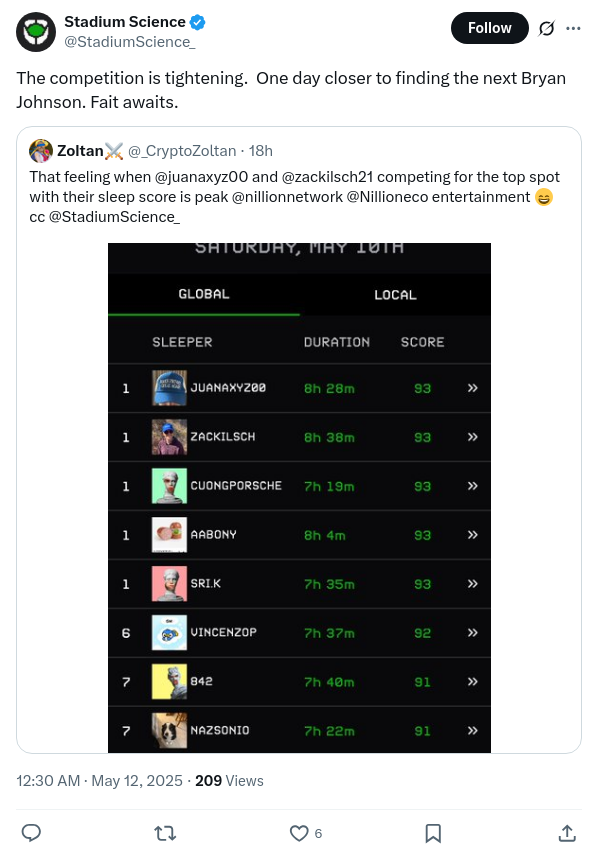 Stadium Science
@StadiumScience_
Follow
The competition is tightening.  One day closer to finding the next Bryan
Johnson. Fait awaits.
Zoltan⚔️ @_CryptoZoltan · 18h
That feeling when @juanaxyz00 and @zackilsch21 competing for the top spot
with their sleep score is peak @nillionnetwork @Nillioneco entertainment 😄
cc @StadiumScience_
SATURDAY, MAY 10TH
GLOBAL LOCAL
SLEEPER DURATION SCORE
1 JUANAXYZ00 8h 28m 93 »
1 ZACKILSCH 8h 38m 93 »
1 CUONGPORSCHE 7h 19m 93 »
1 AABONY 8h 4m 93 »
1 SRI.K 7h 35m 93 »
6 VINCENZOP 7h 37m 92 »
7 842 7h 40m 91 »
7 NAZSONIO 7h 22m 91 »
12:30 AM · May 12, 2025 · 209 Views
6